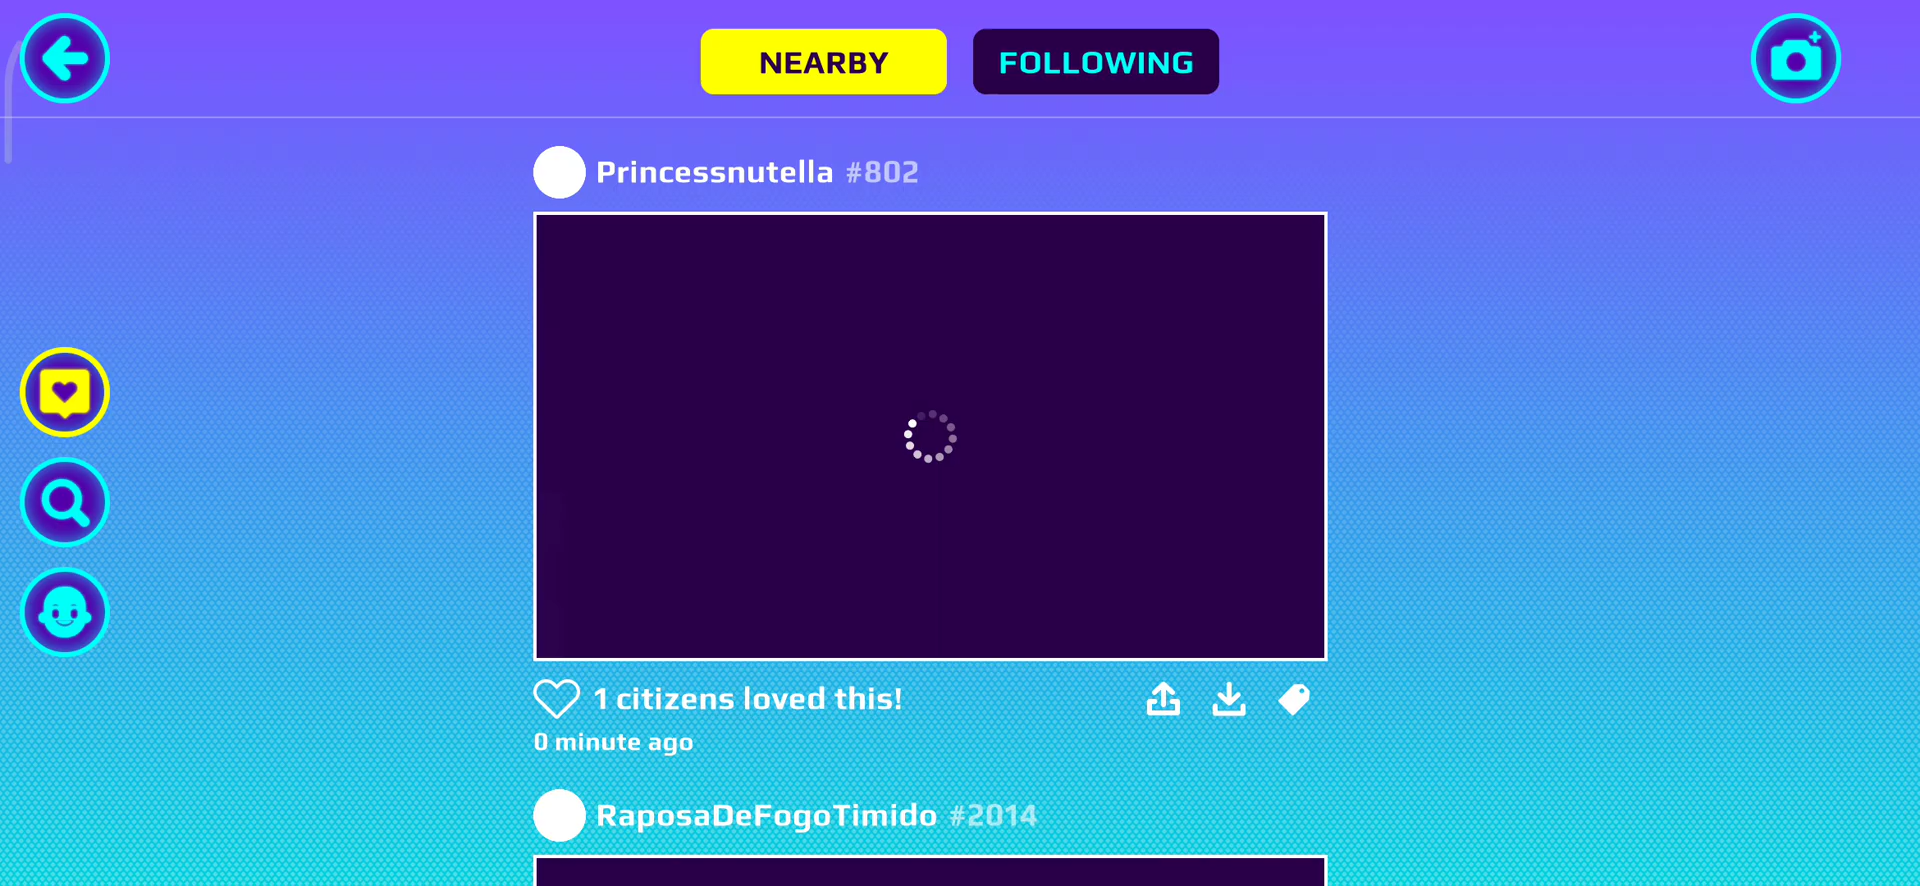 NEARBY
FOLLOWING
Princessnutella #802
1 citizens loved this!
0 minute ago
RaposaDeFogoTimido #2014